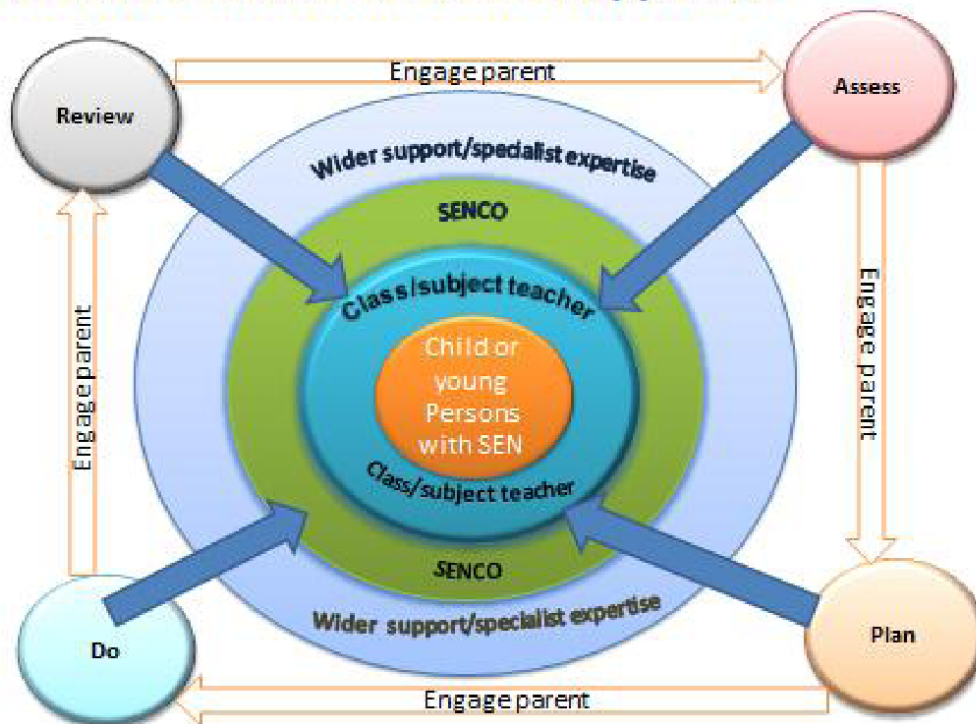 Engage parent
Review
Assess
Wider support/specialist expertise
SENCO
Class/subject teacher
Child or
young
Persons
with SEN
Engage parent
Engage parent
Class/subject teacher
SENCO
Wider support/specialist expertise
Do
Plan
Engage parent